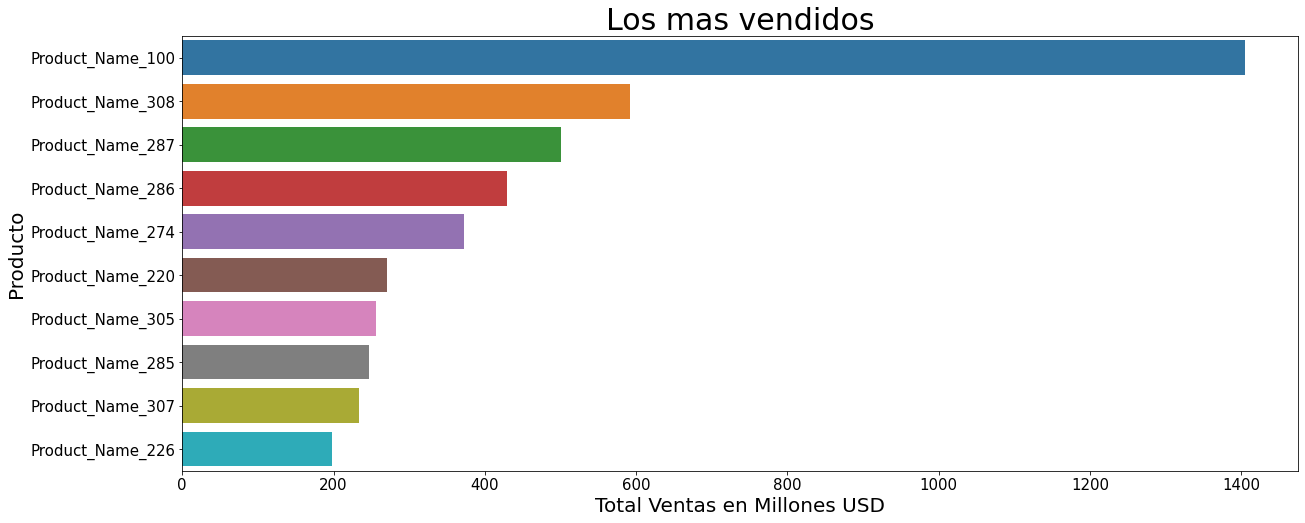 Los mas vendidos
Producto
Product_Name_100
Product_Name_308
Product_Name_287
Product_Name_286
Product_Name_274
Product_Name_220
Product_Name_305
Product_Name_285
Product_Name_307
Product_Name_226
0 200 400 600 800 1000 1200 1400
Total Ventas en Millones USD